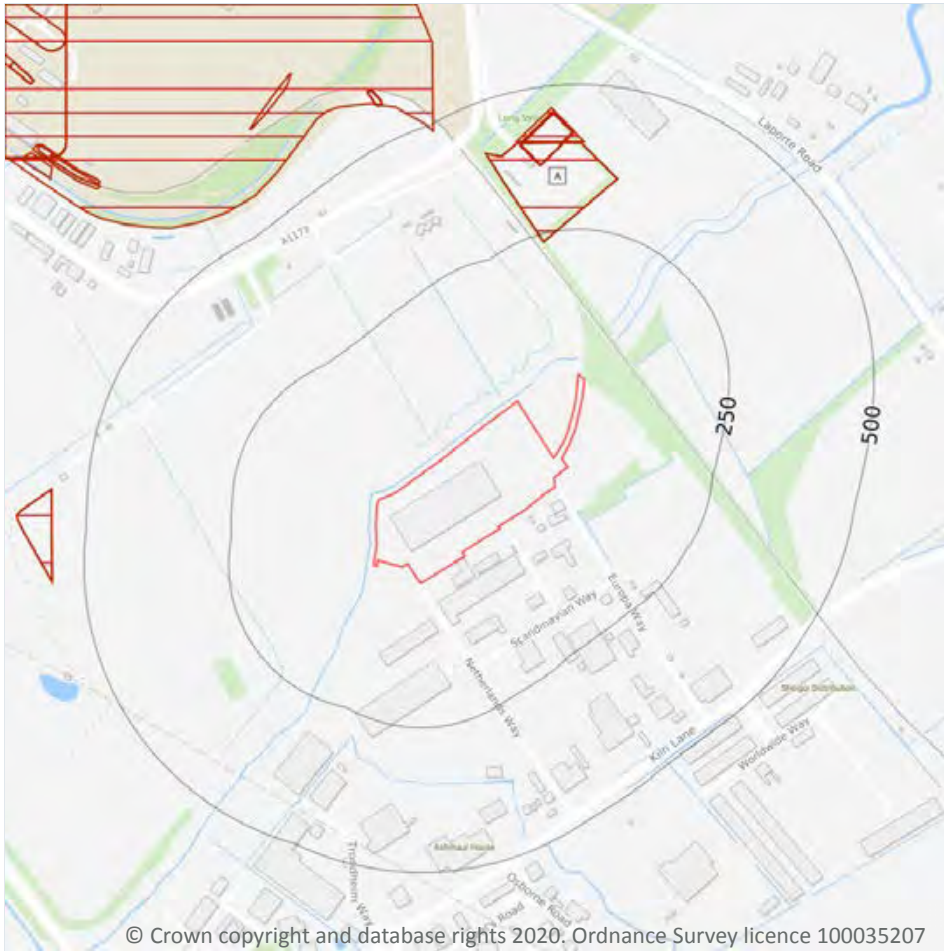 Laporte Road
A
A1173
250
500
Scandinavian Way
Europa Way
Netherlands Way
Kiln Lane
Worldwide Way
Trondheim Way
Osborne Road
Road
© Crown copyright and database rights 2020. Ordnance Survey licence 100035207